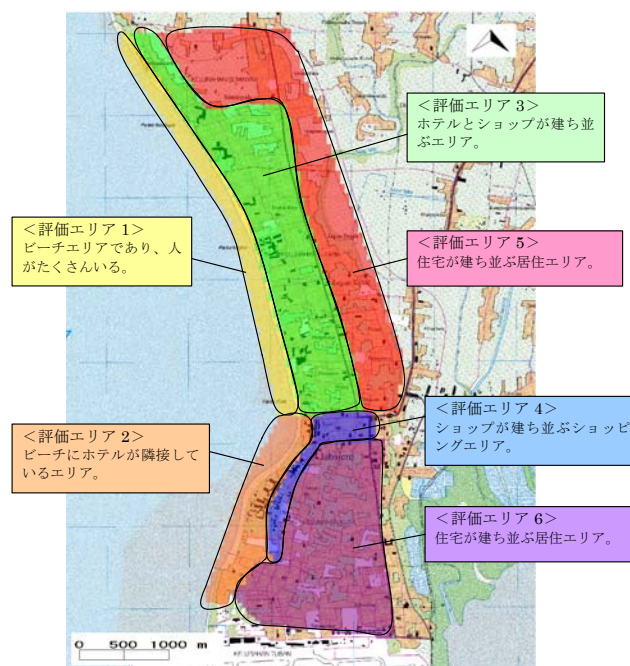 <評価エリア 3>
ホテルとショップが建ち並
ぶエリア。
<評価エリア 1>
ビーチエリアであり、人
がたくさんいる。
<評価エリア 5>
住宅が建ち並ぶ居住エリア。
<評価エリア 4>
ショップが建ち並ぶショッピ
ングエリア。
<評価エリア 2>
ビーチにホテルが隣接して
いるエリア。
<評価エリア 6>
住宅が建ち並ぶ居住エリア。
0 500 1000 m
KELURAHAN TUBAN